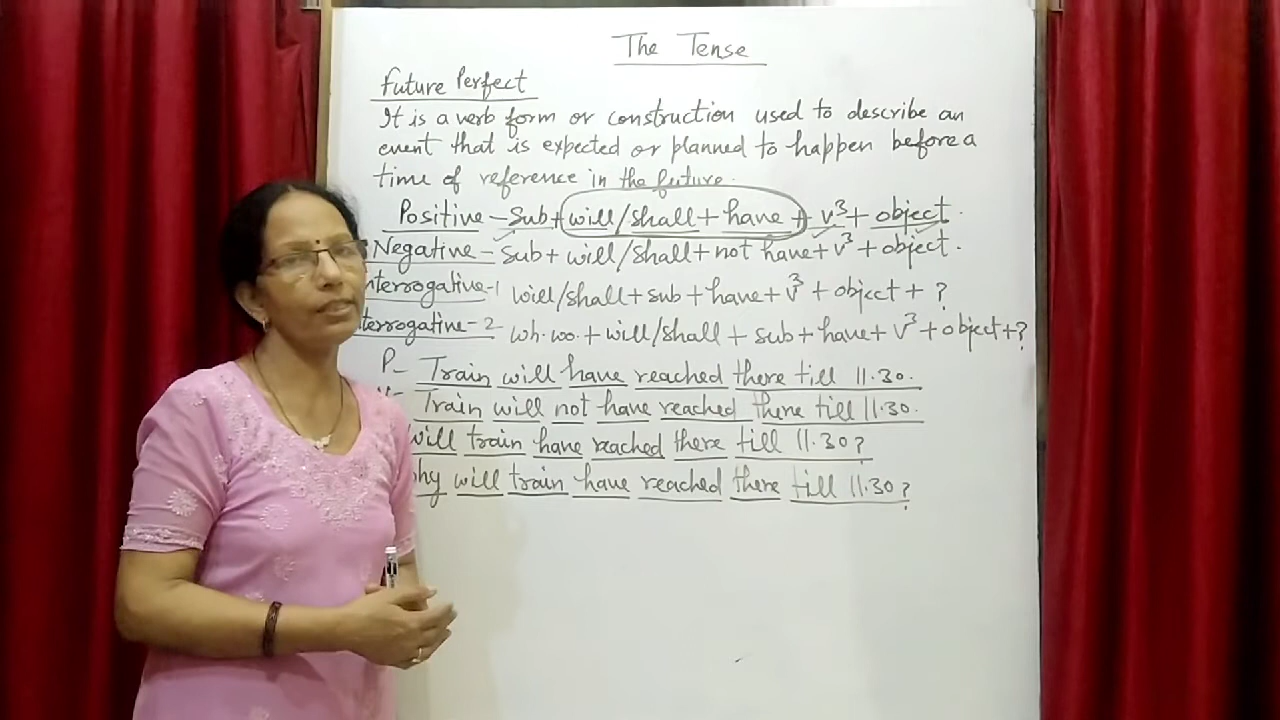 The Tense
Future Perfect
It is a verb form or construction used to describe an
event that is expected or planned to happen before a
time of reference in the future.
Positive - Sub + will/shall + have + v³ + object.
Negative - Sub + will/shall + not have + v³ + object.
nterrogative-1 will/shall + sub + have + v³ + object + ?
terrogative-2 wh.wo. + will/shall + sub + have + v³ + object + ?
P- Train will have reached there till 11.30.
Train will not have reached there till 11.30.
will train have reached there till 11.30?
hy will train have reached there till 11.30?